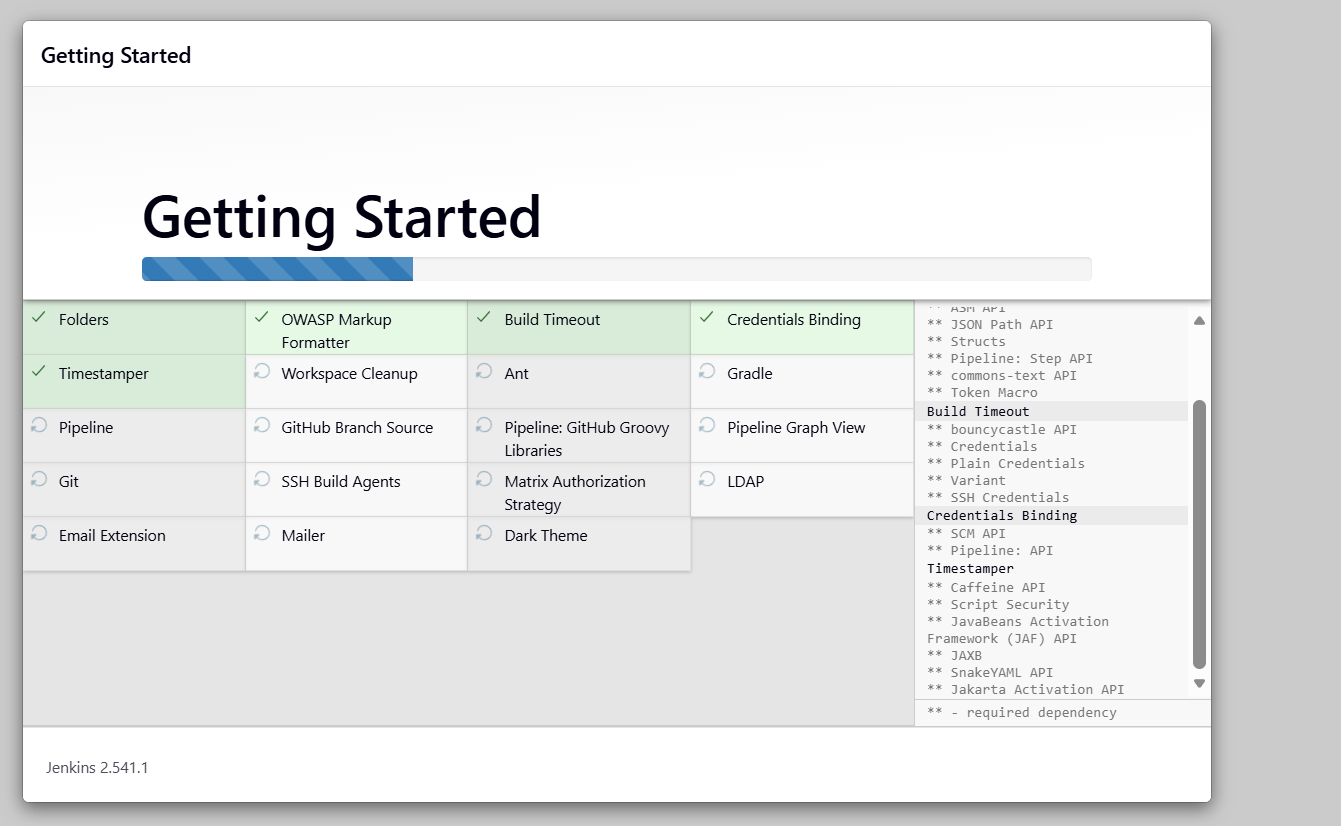 Getting Started
Getting Started
Folders
OWASP Markup
Formatter
Build Timeout
Credentials Binding
Timestamper
Workspace Cleanup
Ant
Gradle
Pipeline
GitHub Branch Source
Pipeline: GitHub Groovy
Libraries
Pipeline Graph View
Git
SSH Build Agents
Matrix Authorization
Strategy
LDAP
Email Extension
Mailer
Dark Theme
** ASM API
** JSON Path API
** Structs
** Pipeline: Step API
** commons-text API
** Token Macro
Build Timeout
** bouncycastle API
** Credentials
** Plain Credentials
** Variant
** SSH Credentials
Credentials Binding
** SCM API
** Pipeline: API
Timestamper
** Caffeine API
** Script Security
** JavaBeans Activation
Framework (JAF) API
** JAXB
** SnakeYAML API
** Jakarta Activation API
** - required dependency
Jenkins 2.541.1